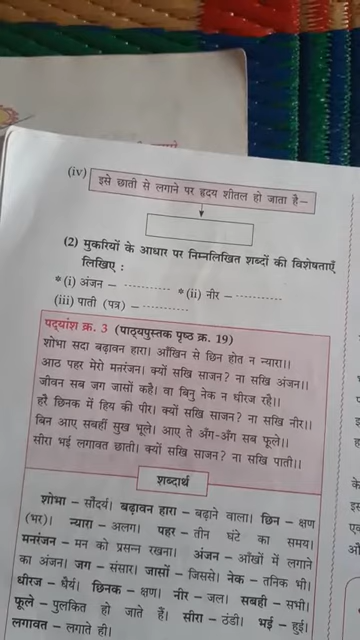 (iv) इसे छाती से लगाने पर हृदय शीतल हो जाता है–
(2) मुकरियों के आधार पर निम्नलिखित शब्दों की विशेषताएँ
लिखिए :
* (i) अंजन – ----------- * (ii) नीर – -----------
(iii) पाती (पत्र) – -----------
पद्यांश क्र. 3 (पाठ्यपुस्तक पृष्ठ क्र. 19)
शोभा सदा बढ़ावन हारा। आँखिन से छिन होत न न्यारा।।
आठ पहर मेरो मनरंजन। क्यों सखि साजन? ना सखि अंजन।।
जीवन सब जग जासों कहै। वा बिनु नेक न धीरज रहै।।
हरै छिनक में हिय की पीर। क्यों सखि साजन? ना सखि नीर।।
बिन आए सबहीं सुख भूले। आए ते अँग-अँग सब फूले।।
सीरा भई लगावत छाती। क्यों सखि साजन? ना सखि पाती।।
शब्दार्थ
शोभा – सौंदर्य। बढ़ावन हारा – बढ़ाने वाला। छिन – क्षण
(भर)। न्यारा – अलग। पहर – तीन घंटे का समय।
मनरंजन – मन को प्रसन्न रखना। अंजन – आँखों में लगाने
का अंजन। जग – संसार। जासों – जिससे। नेक – तनिक भी।
धीरज – धैर्य। छिनक – क्षण। नीर – जल। सबही – सभी।
फूले – पुलकित हो जाते हैं। सीरा – ठंडी। भई – हुई।
लगावत – लगाते ही।